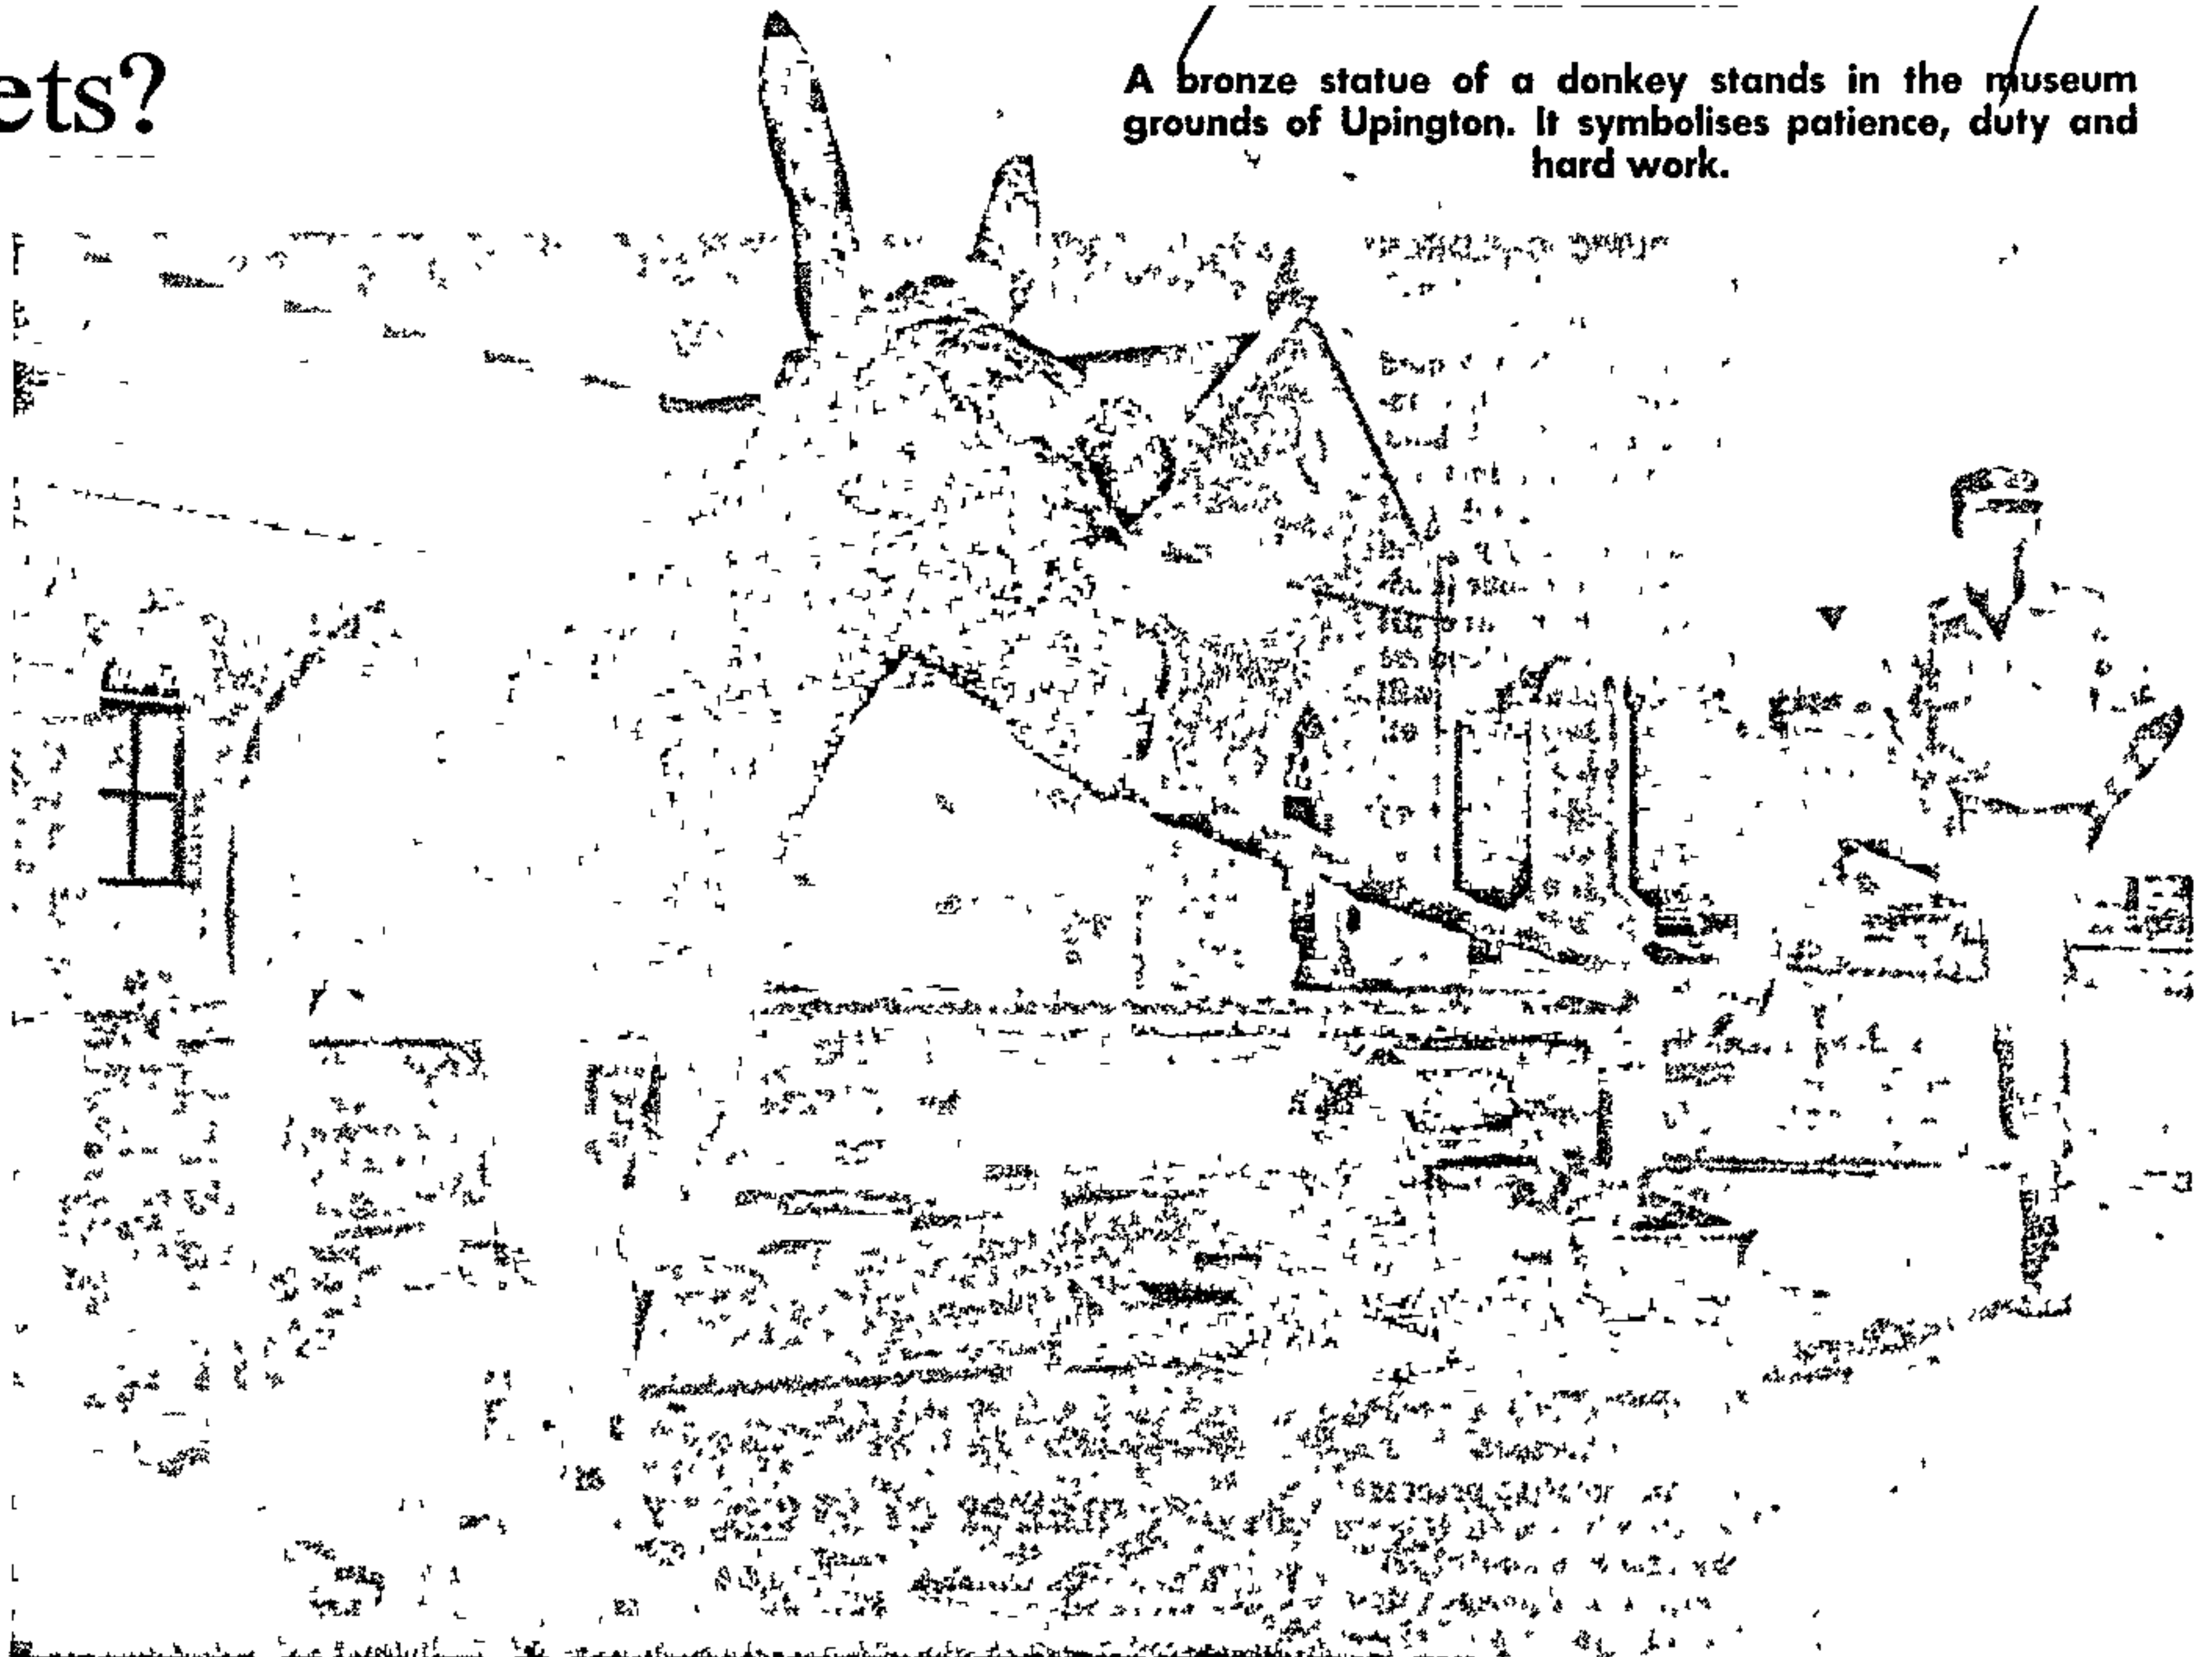 ets?
A bronze statue of a donkey stands in the museum
grounds of Upington. It symbolises patience, duty and
hard work.